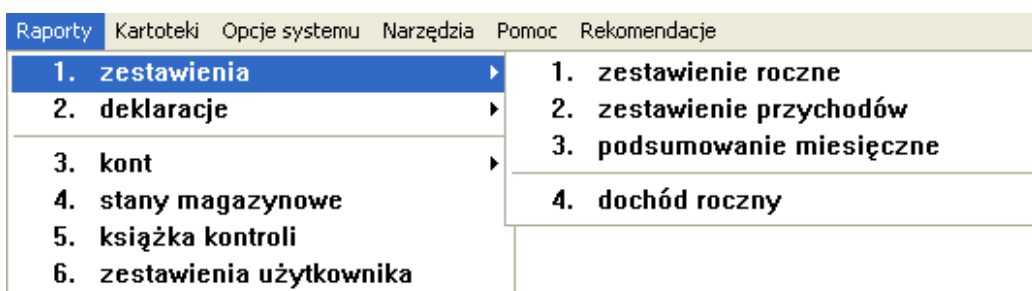 Raporty Kartoteki Opcje systemu Narzędzia Pomoc Rekomendacje
1. zestawienia
2. deklaracje
3. kont
4. stany magazynowe
5. książka kontroli
6. zestawienia użytkownika
1. zestawienie roczne
2. zestawienie przychodów
3. podsumowanie miesięczne
4. dochód roczny